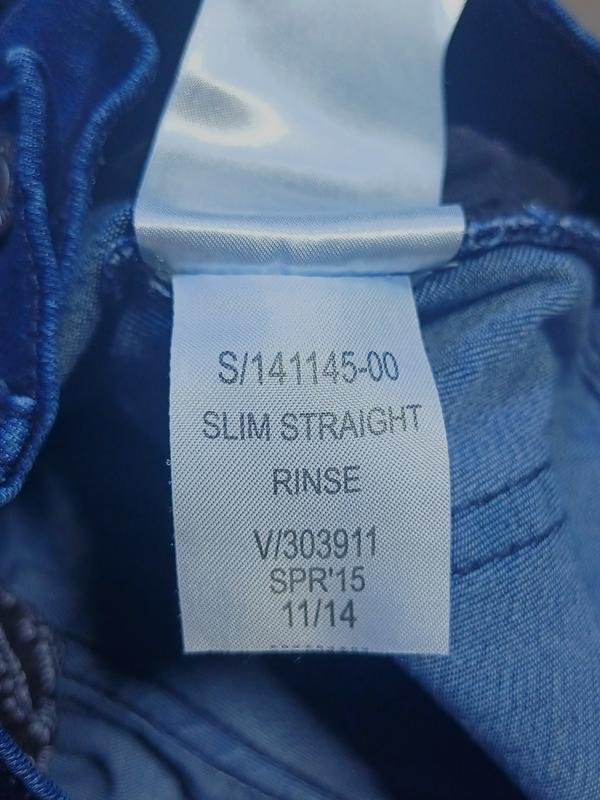 S/141145-00
SLIM STRAIGHT
RINSE
V/303911
SPR'15
11/14